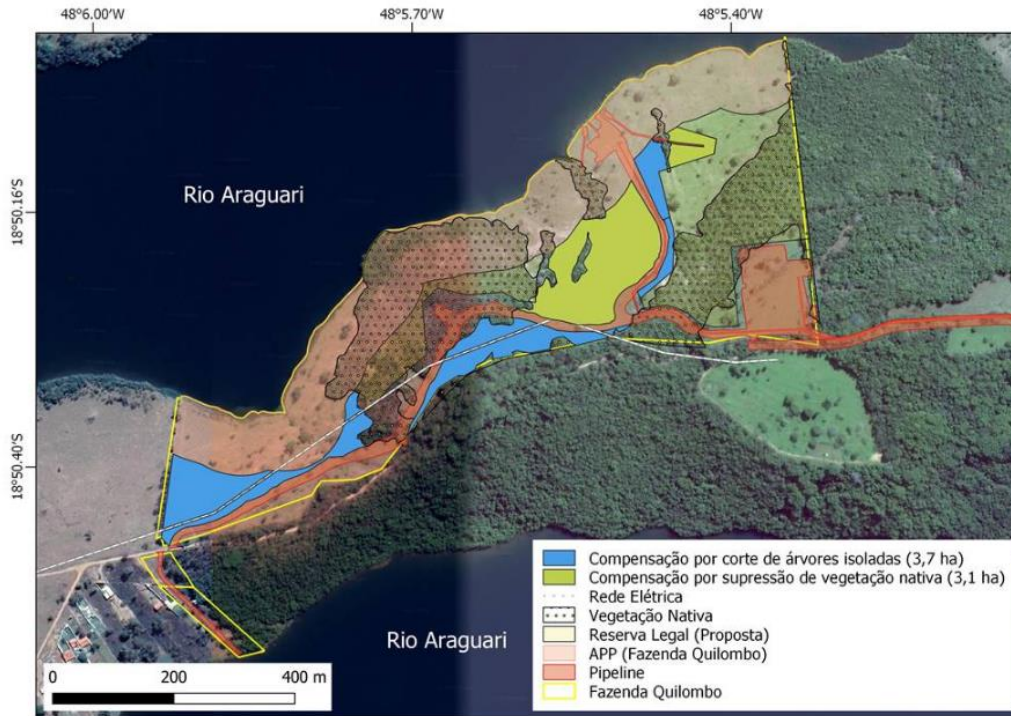 48°6.00'W 48°5.70'W 48°5.40'W
18°50.16'S
18°50.40'S
Rio Araguari
Rio Araguari
Compensação por corte de árvores isoladas (3,7 ha)
Compensação por supressão de vegetação nativa (3,1 ha)
Rede Elétrica
Vegetação Nativa
Reserva Legal (Proposta)
APP (Fazenda Quilombo)
Pipeline
Fazenda Quilombo
0 200 400 m